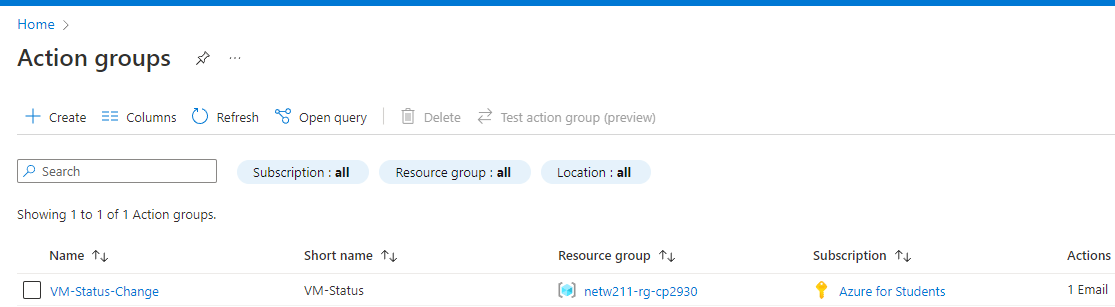 Home
Action groups
Create Columns Refresh Open query Delete Test action group (preview)
Search Subscription : all Resource group : all Location : all
Showing 1 to 1 of 1 Action groups.
Name Short name Resource group Subscription Actions
VM-Status-Change VM-Status netw211-rg-cp2930 Azure for Students 1 Email